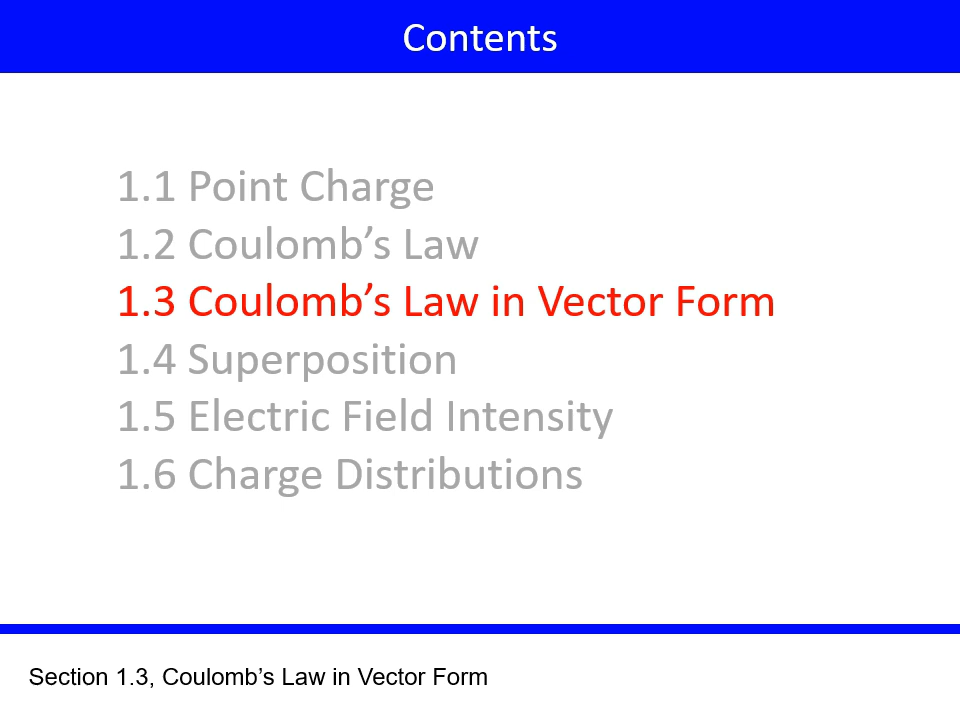 Contents
1.1 Point Charge
1.2 Coulomb’s Law
1.3 Coulomb’s Law in Vector Form
1.4 Superposition
1.5 Electric Field Intensity
1.6 Charge Distributions
Section 1.3, Coulomb’s Law in Vector Form